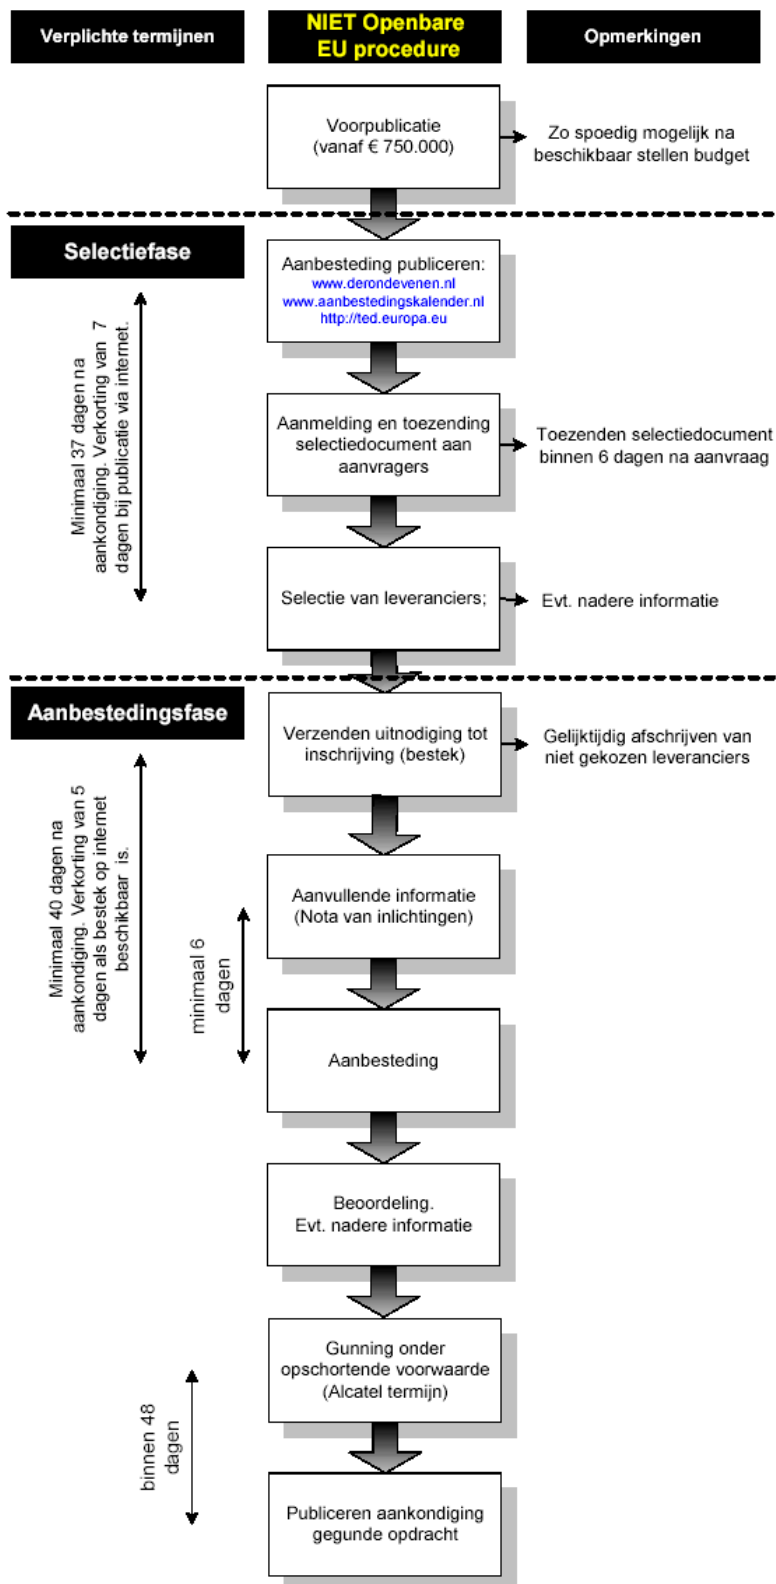 Verplichte termijnen
NIET Openbare
EU procedure
Opmerkingen
Voorpublicatie
(vanaf € 750.000)
Zo spoedig mogelijk na
beschikbaar stellen budget
Selectiefase
Aanbesteding publiceren:
www.derondevenen.nl
www.aanbestedingskalender.nl
http://ted.europa.eu
Minimaal 37 dagen na
aankondiging. Verkorting van 7
dagen bij publicatie via internet.
Aanmelding en toezending
selectiedocument aan
aanvragers
Toezenden selectiedocument
binnen 6 dagen na aanvraag
Selectie van leveranciers;
Evt. nadere informatie
Aanbestedingsfase
Verzenden uitnodiging tot
inschrijving (bestek)
Gelijktijdig afschrijven van
niet gekozen leveranciers
Minimaal 40 dagen na
aankondiging. Verkorting van 5
dagen als bestek op internet
beschikbaar is.
Aanvullende informatie
(Nota van inlichtingen)
minimaal 6
dagen
Aanbesteding
Beoordeling.
Evt. nadere informatie
Gunning onder
opschortende voorwaarde
(Alcatel termijn)
binnen 48
dagen
Publiceren aankondiging
gegunde opdracht